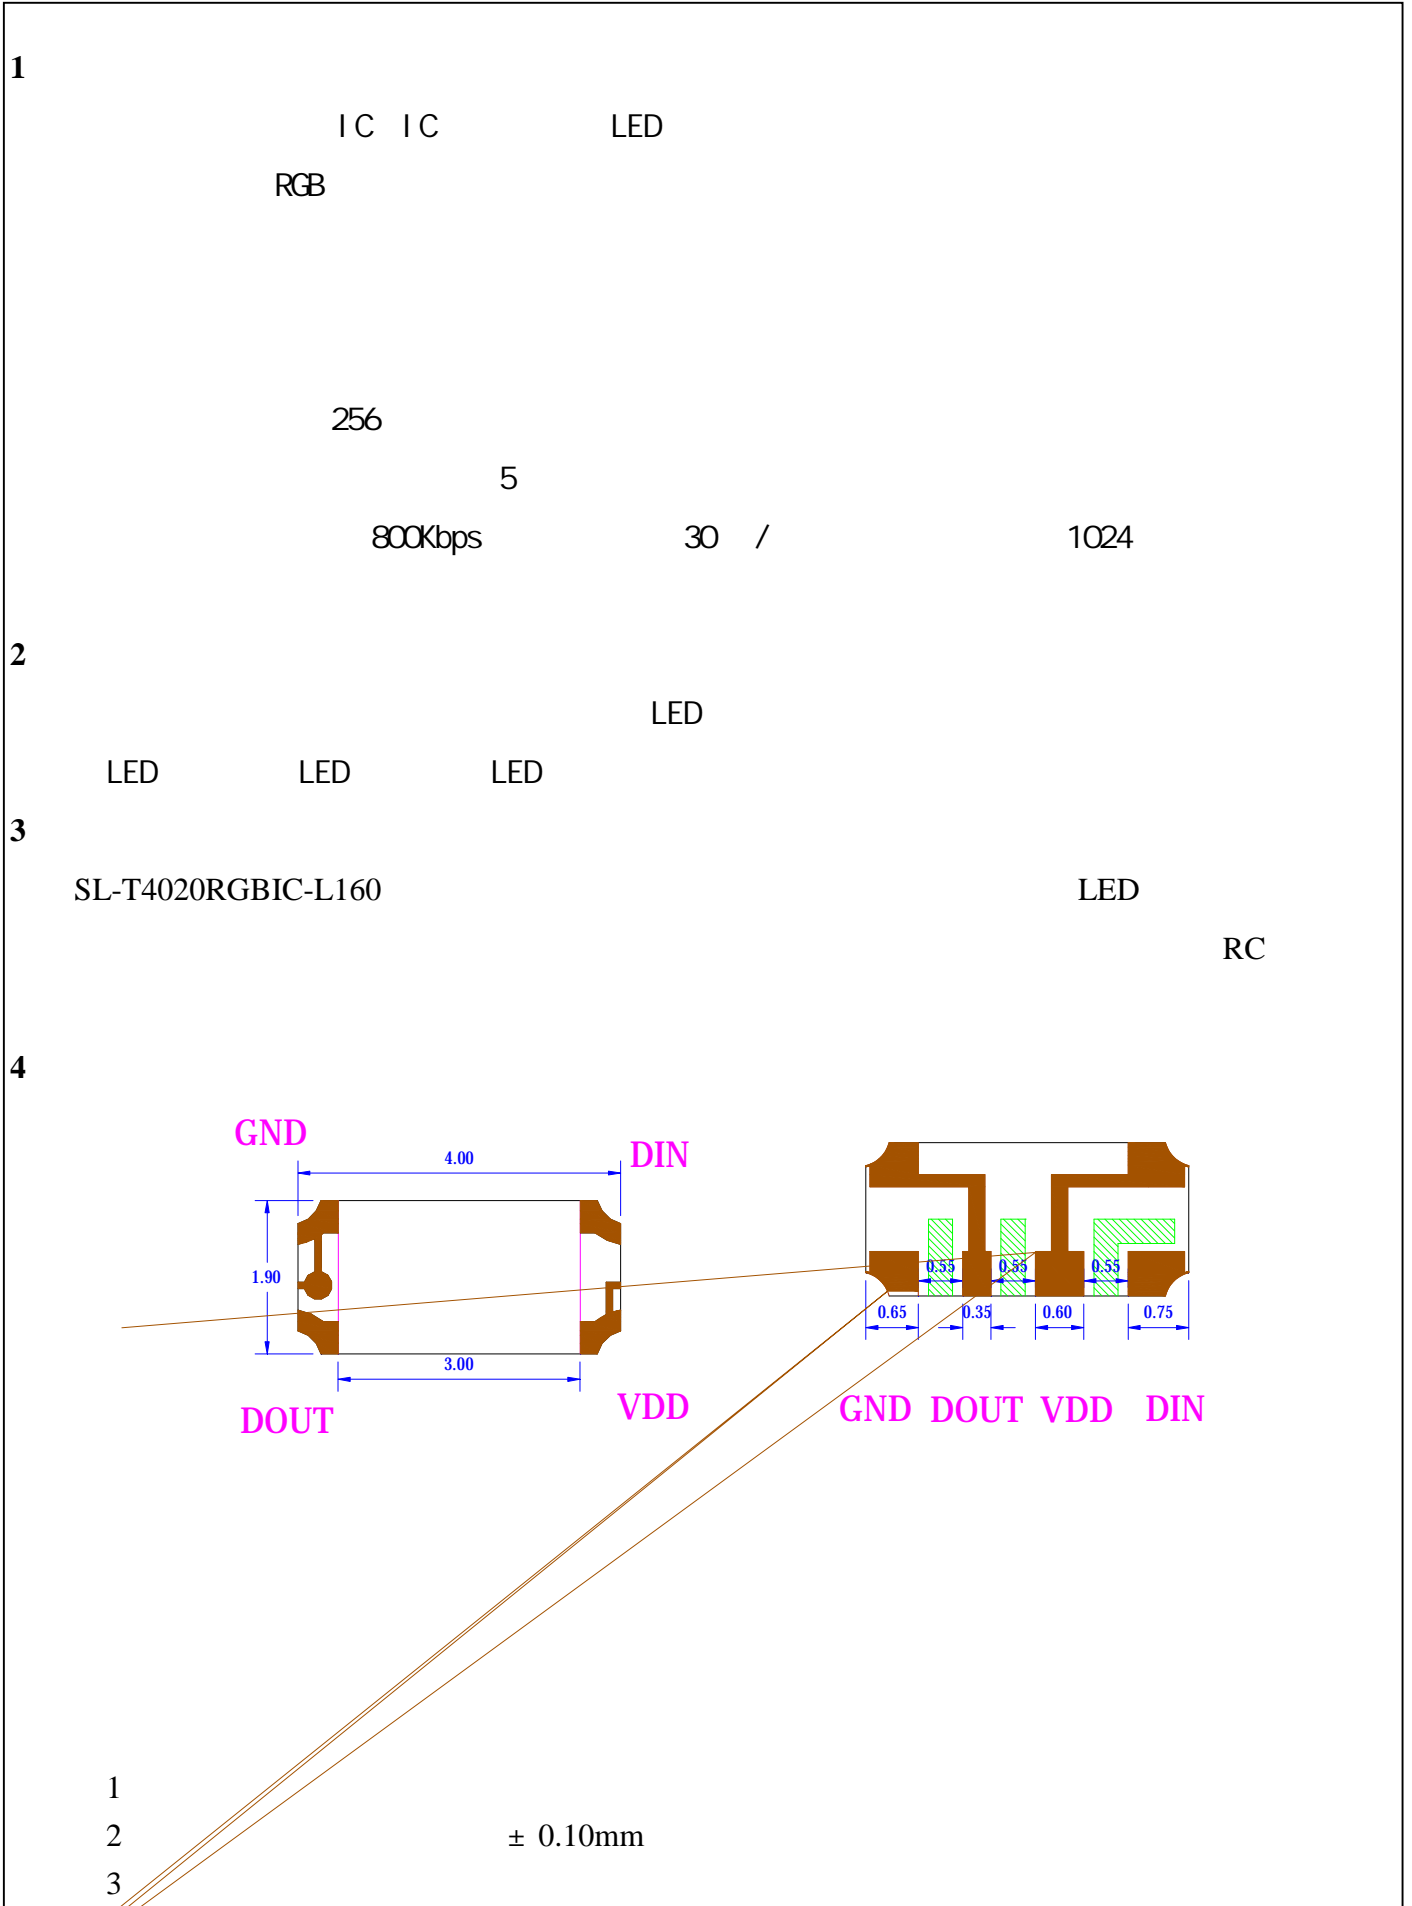 1
IC IC LED
RGB
256
5
800Kbps 30 / 1024
2
LED
LED LED LED
3
SL-T4020RGBIC-L160 LED
RC
4
GND
4.00
DIN
1.90
3.00
DOUT
VDD
0.55 0.55 0.55
0.65 0.35 0.60 0.75
GND DOUT VDD DIN
1
2 ± 0.10mm
3